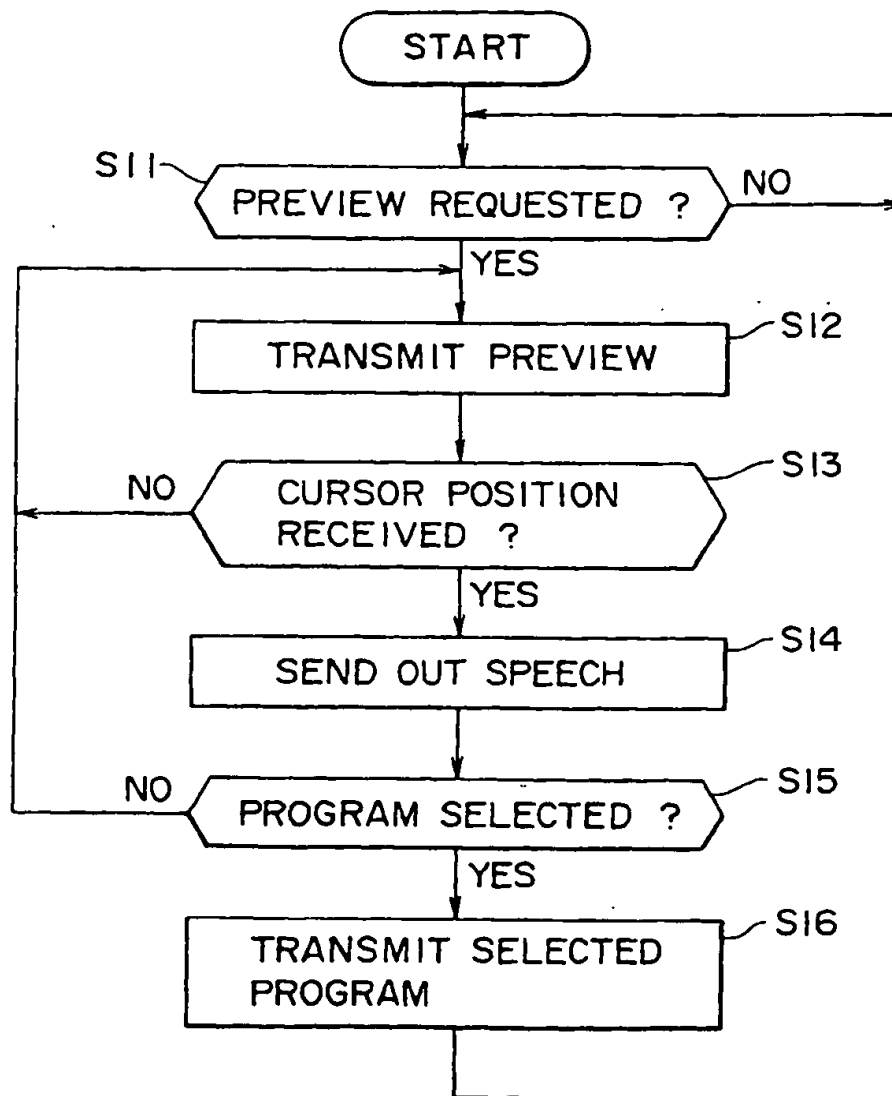 START
S11
PREVIEW REQUESTED ?
NO
YES
S12
TRANSMIT PREVIEW
S13
NO
CURSOR POSITION
RECEIVED ?
YES
S14
SEND OUT SPEECH
S15
NO
PROGRAM SELECTED ?
YES
S16
TRANSMIT SELECTED
PROGRAM